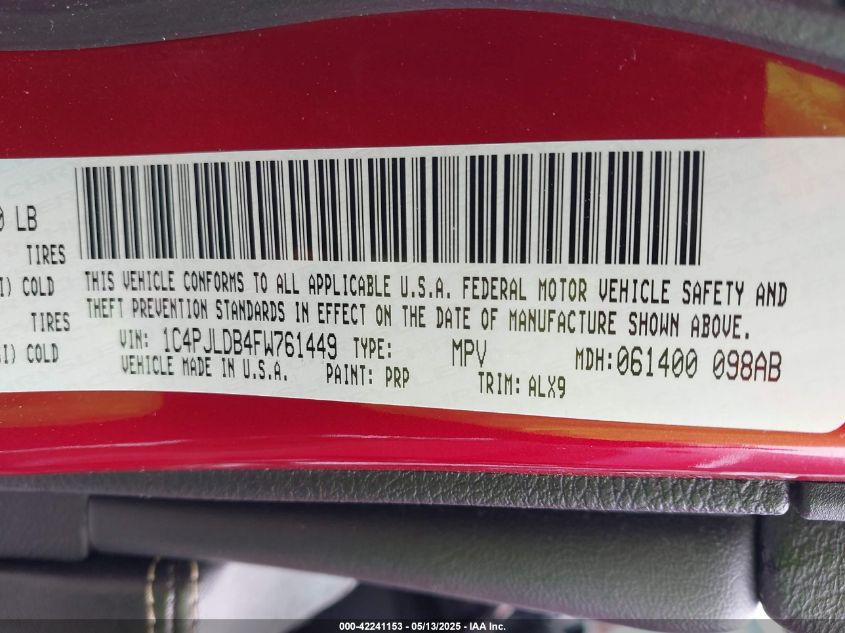 0 LB
TIRES
I) COLD
TIRES
I) COLD
THIS VEHICLE CONFORMS TO ALL APPLICABLE U.S.A. FEDERAL MOTOR VEHICLE SAFETY AND
THEFT PREVENTION STANDARDS IN EFFECT ON THE DATE OF MANUFACTURE SHOWN ABOVE.
VIN: 1C4PJLDB4FW761449 TYPE: MPV MDH:061400 098AB
VEHICLE MADE IN U.S.A. PAINT: PRP TRIM: ALX9
000-42241153 — 05/13/2025 — IAA Inc.